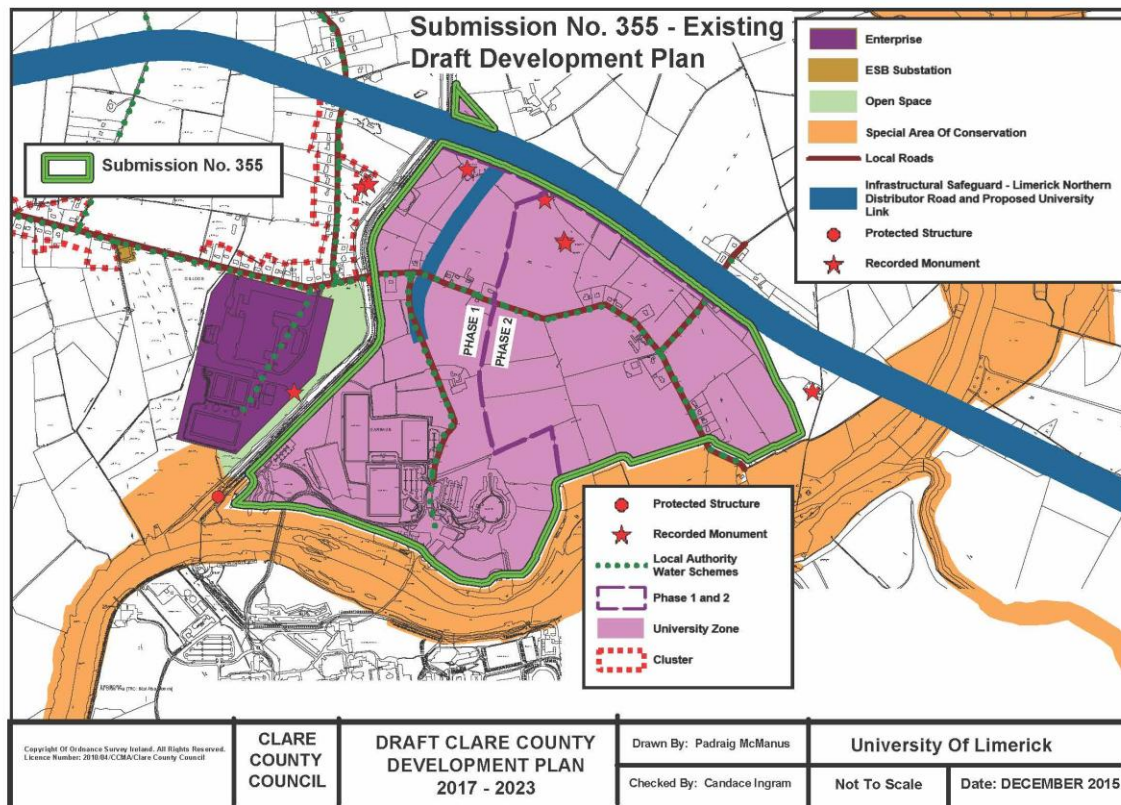 Submission No. 355 - Existing
Draft Development Plan
Enterprise
ESB Substation
Open Space
Special Area Of Conservation
Local Roads
Infrastructural Safeguard - Limerick Northern
Distributor Road and Proposed University
Link
Protected Structure
Recorded Monument
Submission No. 355
PHASE 1
PHASE 2
Protected Structure
Recorded Monument
Local Authority
Water Schemes
Phase 1 and 2
University Zone
Cluster
Copyright Of Ordnance Survey Ireland. All Rights Reserved.
Licence Number: 2010/04/CCMA/Clare County Council
CLARE
COUNTY
COUNCIL
DRAFT CLARE COUNTY
DEVELOPMENT PLAN
2017 - 2023
Drawn By: Padraig McManus
Checked By: Candace Ingram
University Of Limerick
Not To Scale
Date: DECEMBER 2015